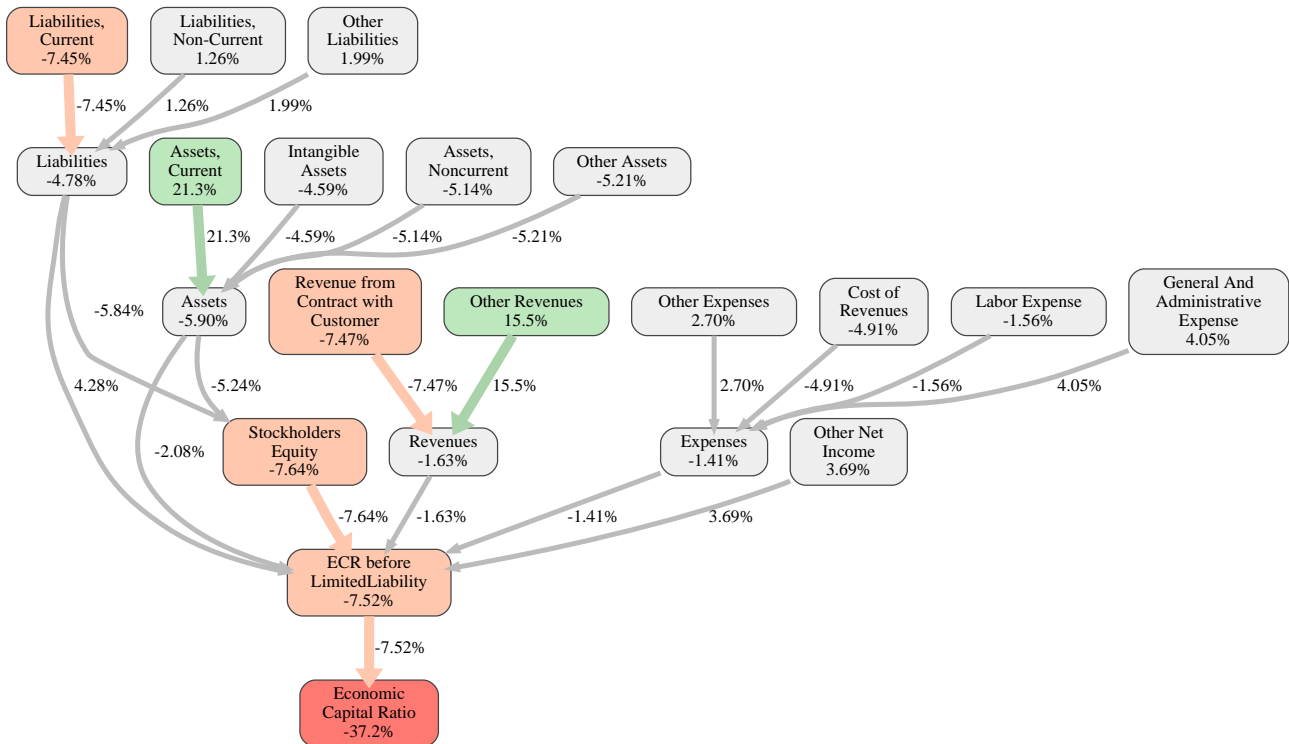 Liabilities,
Current
-7.45%
Liabilities,
Non-Current
1.26%
Other
Liabilities
1.99%
-7.45%
1.26%
1.99%
Liabilities
-4.78%
Assets,
Current
21.3%
Intangible
Assets
-4.59%
Assets,
Noncurrent
-5.14%
Other Assets
-5.21%
21.3%
-4.59%
-5.14%
-5.21%
-5.84%
Assets
-5.90%
Revenue from
Contract with
Customer
-7.47%
Other Revenues
15.5%
Other Expenses
2.70%
Cost of
Revenues
-4.91%
Labor Expense
-1.56%
General And
Administrative
Expense
4.05%
4.28%
-5.24%
-7.47%
15.5%
2.70%
-4.91%
-1.56%
4.05%
-2.08%
Stockholders
Equity
-7.64%
Revenues
-1.63%
Expenses
-1.41%
Other Net
Income
3.69%
-7.64%
-1.63%
-1.41%
3.69%
ECR before
LimitedLiability
-7.52%
-7.52%
Economic
Capital Ratio
-37.2%